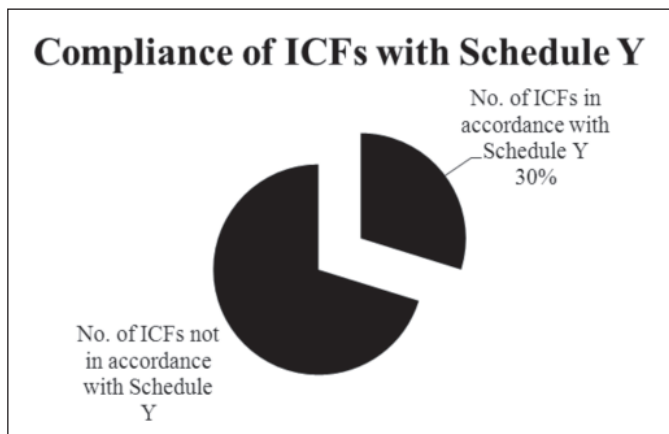 Compliance of ICFs with Schedule Y
No. of ICFs in
accordance with
Schedule Y
30%
No. of ICFs not
in accordance
with Schedule
Y